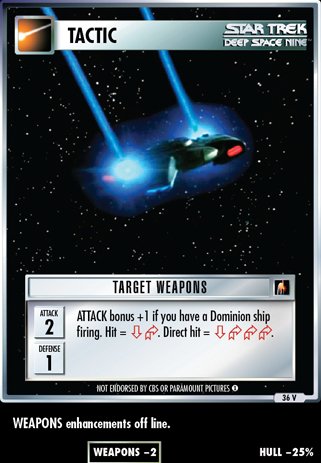 TACTIC
STAR TREK
DEEP SPACE NINE™
TARGET WEAPONS
ATTACK
2
DEFENSE
1
ATTACK bonus +1 if you have a Dominion ship
firing. Hit = . Direct hit = .
NOT ENDORSED BY CBS OR PARAMOUNT PICTURES
36 V
WEAPONS enhancements off line.
WEAPONS –2
HULL –25%